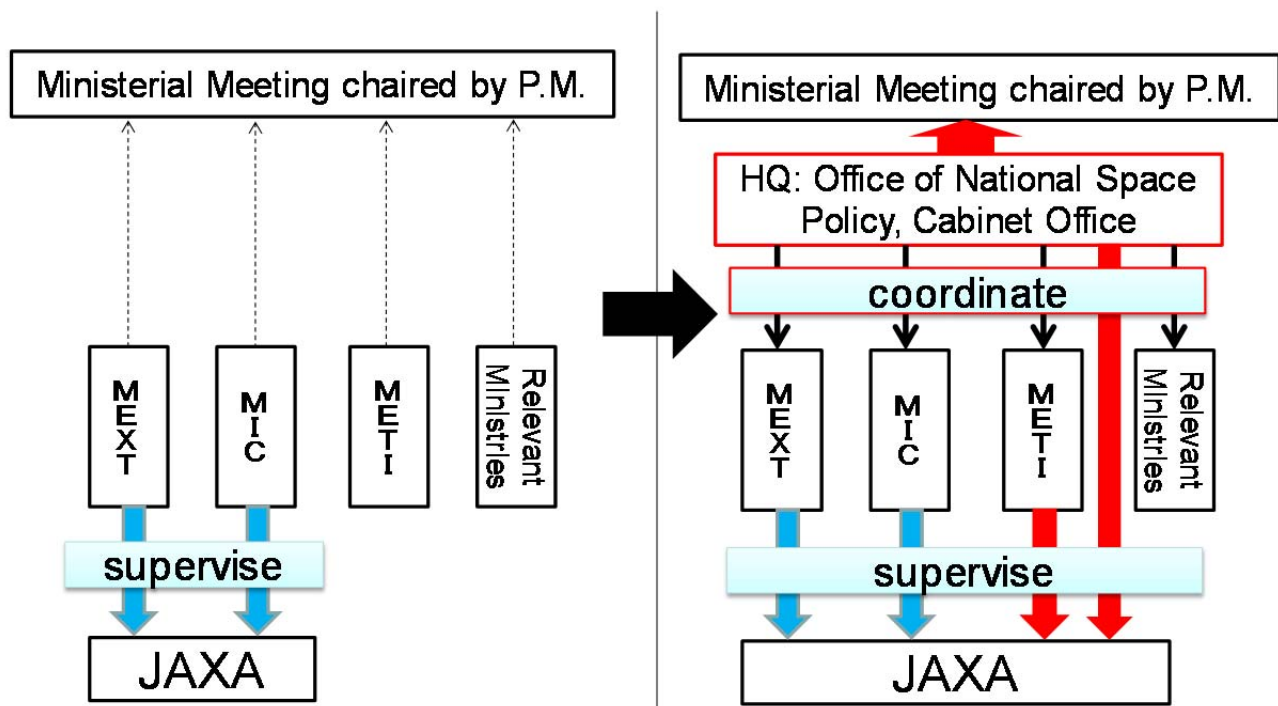 Ministerial Meeting chaired by P.M.
MEXT
MIC
METI
Relevant
Ministries
supervise
JAXA
Ministerial Meeting chaired by P.M.
HQ: Office of National Space
Policy, Cabinet Office
coordinate
MEXT
MIC
METI
Relevant
Ministries
supervise
JAXA